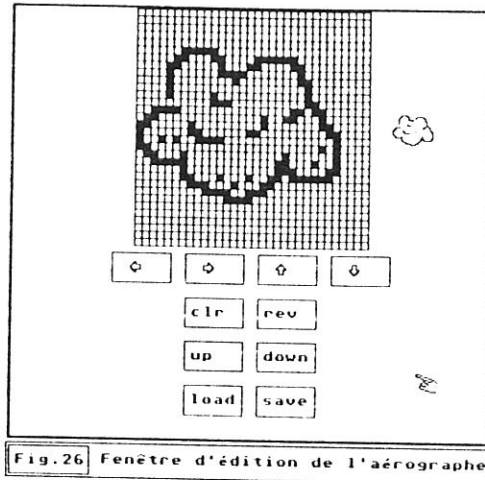 clr rev
up down
load save
Fig.26 Fenêtre d'édition de l'aérographe